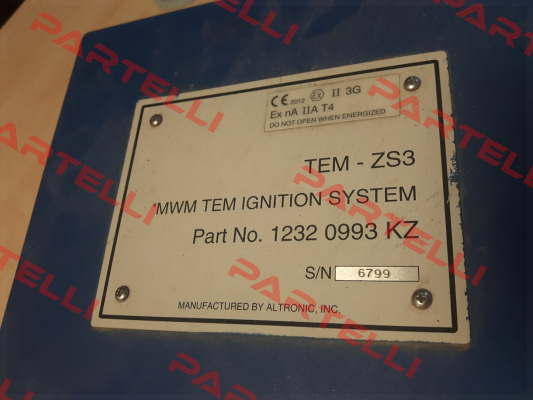 CE 2012 Ex II 3G
Ex nA IIA T4
DO NOT OPEN WHEN ENERGIZED
TEM - ZS3
MWM TEM IGNITION SYSTEM
Part No. 1232 0993 KZ
S/N 6799
MANUFACTURED BY ALTRONIC, INC.
PARTELLI
PARTELLI
PARTELLI
PARTELLI
PARTELLI
PARTELLI